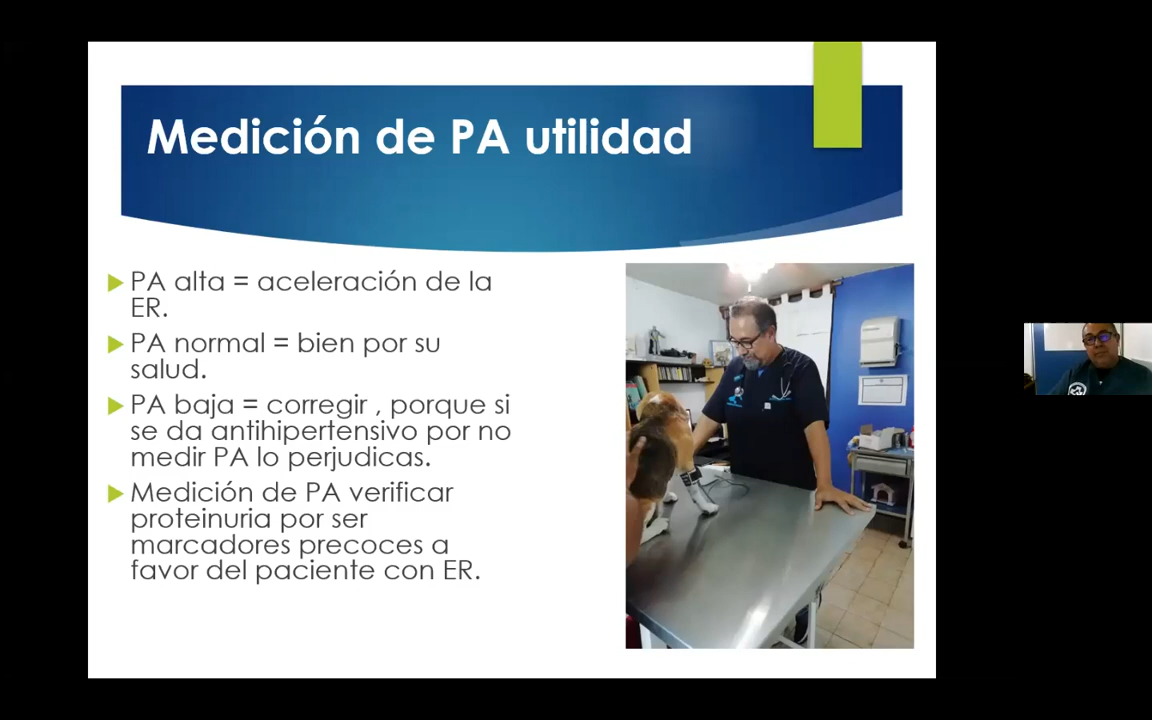 Medición de PA utilidad
PA alta = aceleración de la
ER.
PA normal = bien por su
salud.
PA baja = corregir , porque si
se da antihipertensivo por no
medir PA lo perjudicas.
Medición de PA verificar
proteinuria por ser
marcadores precoces a
favor del paciente con ER.